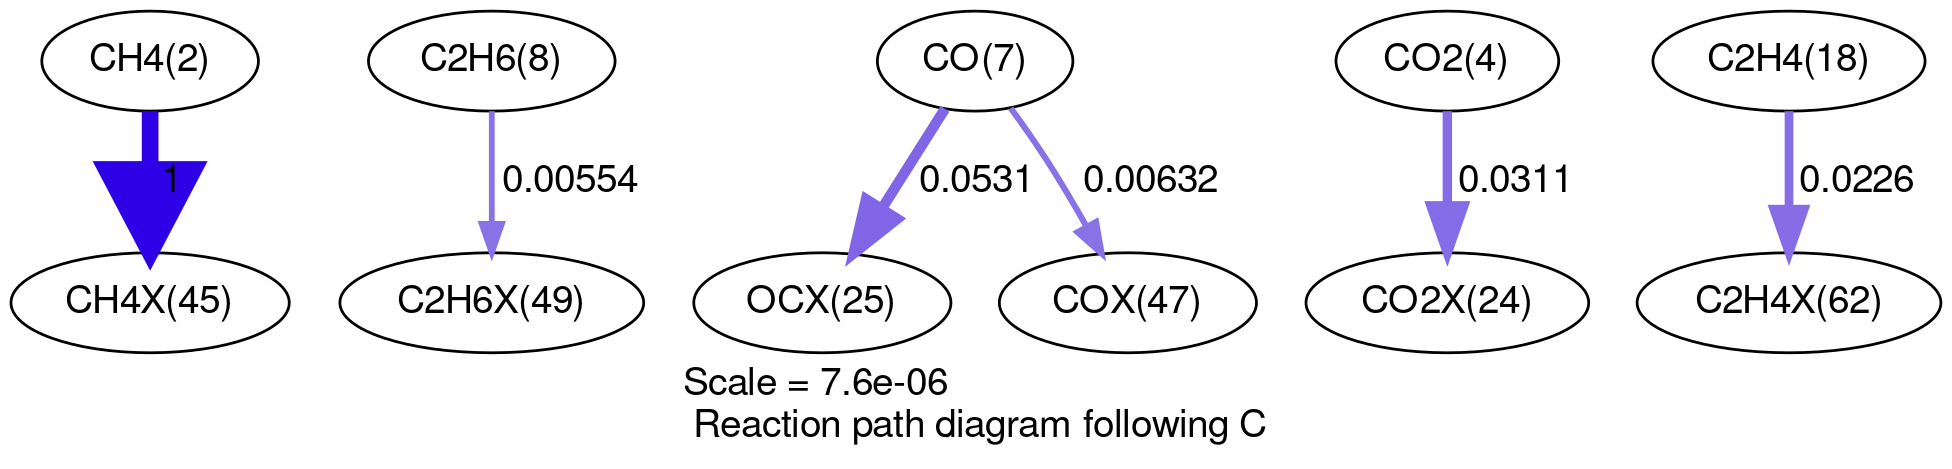 CH4(2)
C2H6(8)
CO(7)
CO2(4)
C2H4(18)
1
0.00554
0.0531
0.00632
0.0311
0.0226
CH4X(45)
C2H6X(49)
OCX(25)
COX(47)
CO2X(24)
C2H4X(62)
Scale = 7.6e-06
Reaction path diagram following C